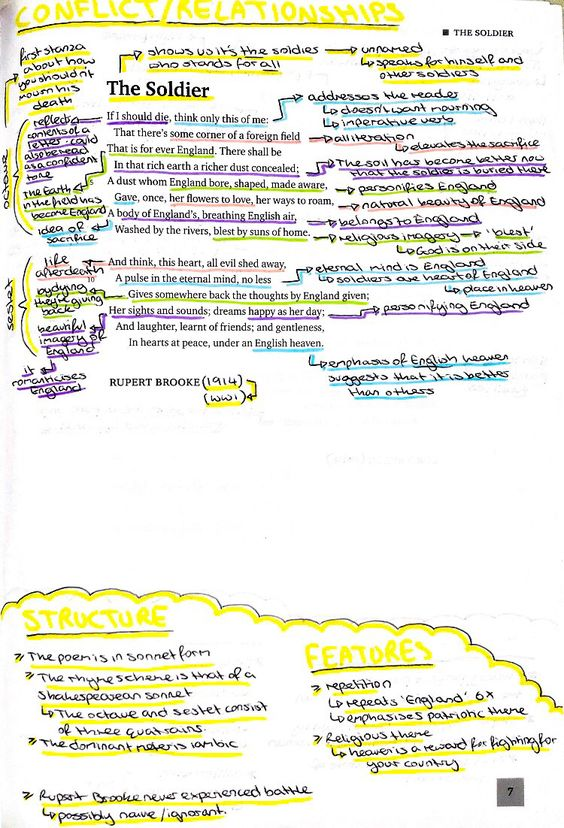 CONFLICT/RELATIONSHIPS
■ THE SOLDIER
first stanza
about how
you shouldn't
mourn his
death
shows us it's the soldier
who stands for all
unnamed
speaks for himself and
other soldiers
The Soldier
addresses the reader
doesn't want mourning
imperative verb
octave
reflects
contents of a
letter - could
also be read
as a confident
tone
If I should die, think only this of me:
That there's some corner of a foreign field
alliteration
elevates the sacrifice
That is for ever England. There shall be
In that rich earth a richer dust concealed;
The soil has become better now
that the soldier is buried there
The Earth
in the field has
become England
A dust whom England bore, shaped, made aware,
personifies England
Gave, once, her flowers to love, her ways to roam,
natural beauty of England
A body of England's, breathing English air,
belongs to England
idea of
sacrifice
Washed by the rivers, blest by suns of home.
religious imagery → 'blest'
God is on their side
sestet
life
after death
And think, this heart, all evil shed away,
10
A pulse in the eternal mind, no less
eternal mind is England
soldiers are heart of England
place in heaven
by dying
they're giving
back
Gives somewhere back the thoughts by England given;
beautiful
imagery of
England
Her sights and sounds; dreams happy as her day;
personifying England
And laughter, learnt of friends; and gentleness,
In hearts at peace, under an English heaven.
it
romanticises
England
emphasis of English heaven
suggests that it is better
than others
RUPERT BROOKE (1914)
(WW1)
STRUCTURE
The poem is in sonnet form
The rhyme scheme is that of a
Shakespearean sonnet
The octave and sestet consist
of three quatrains.
The dominant meter is iambic
Rupert Brooke never experienced battle
possibly naive/ignorant.
FEATURES
repetition
repeats 'England' 6x
emphasises patriotic theme
Religious theme
heaven is a reward for fighting for
your country
7